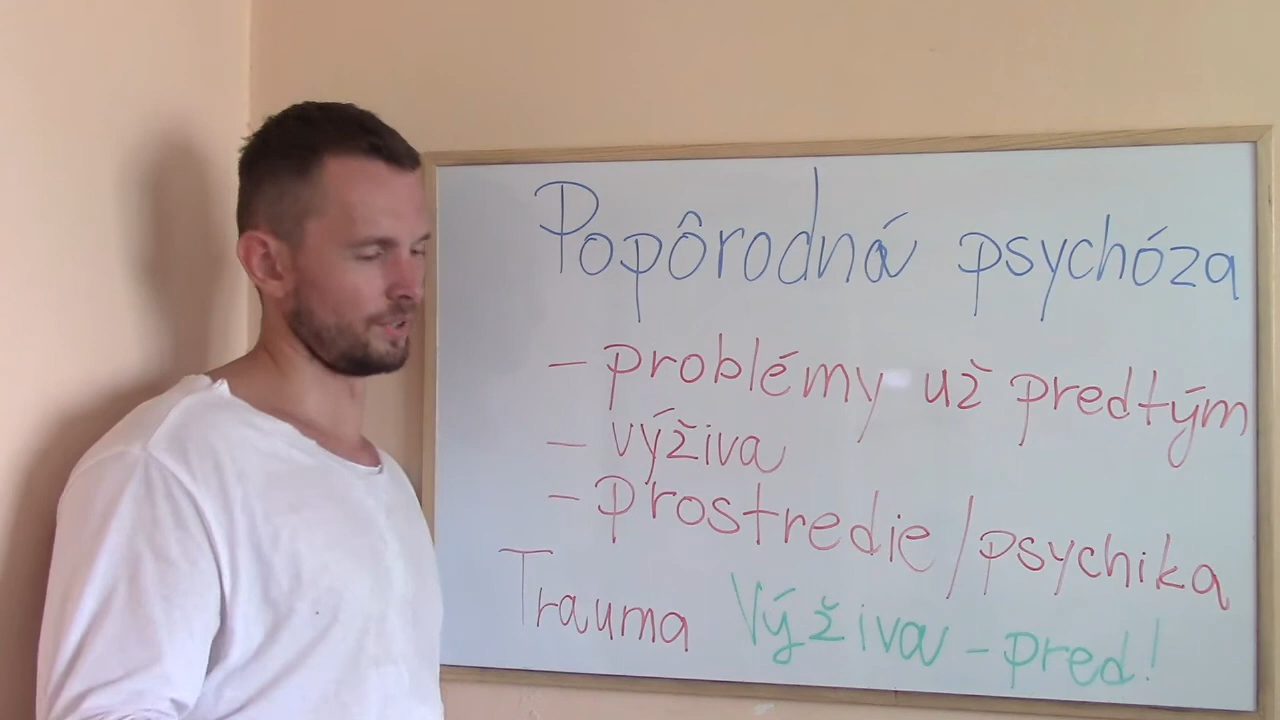 Popôrodná psychóza
- problémy už predtým
- výživa
- prostredie/psychika
Trauma Výživa - pred!